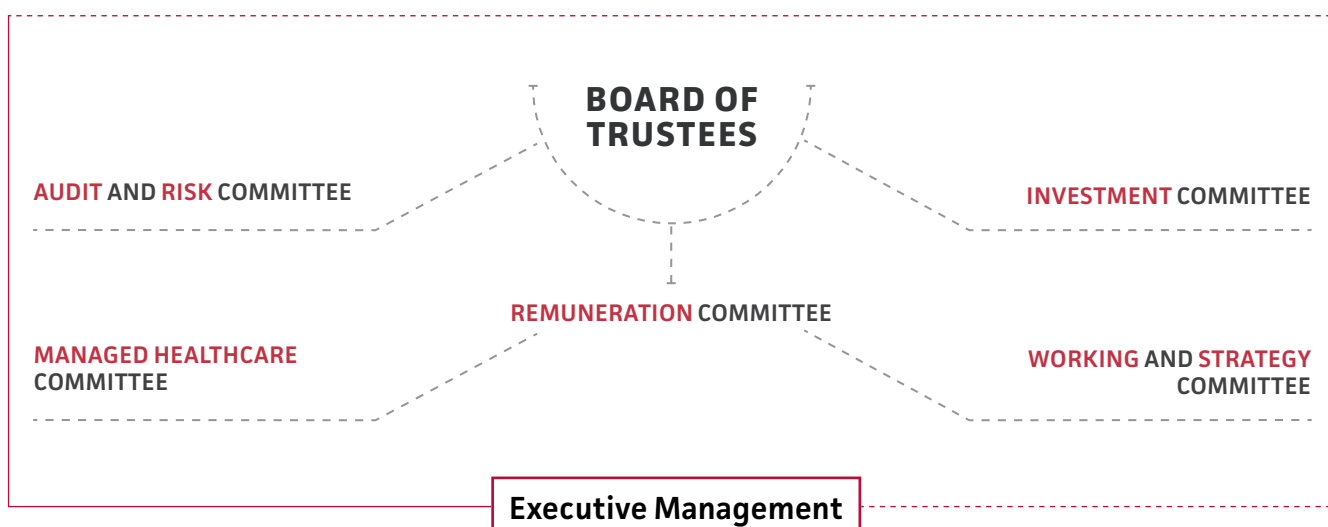 BOARD OF
TRUSTEES
AUDIT AND RISK COMMITTEE
INVESTMENT COMMITTEE
REMUNERATION COMMITTEE
MANAGED HEALTHCARE
COMMITTEE
WORKING AND STRATEGY
COMMITTEE
Executive Management